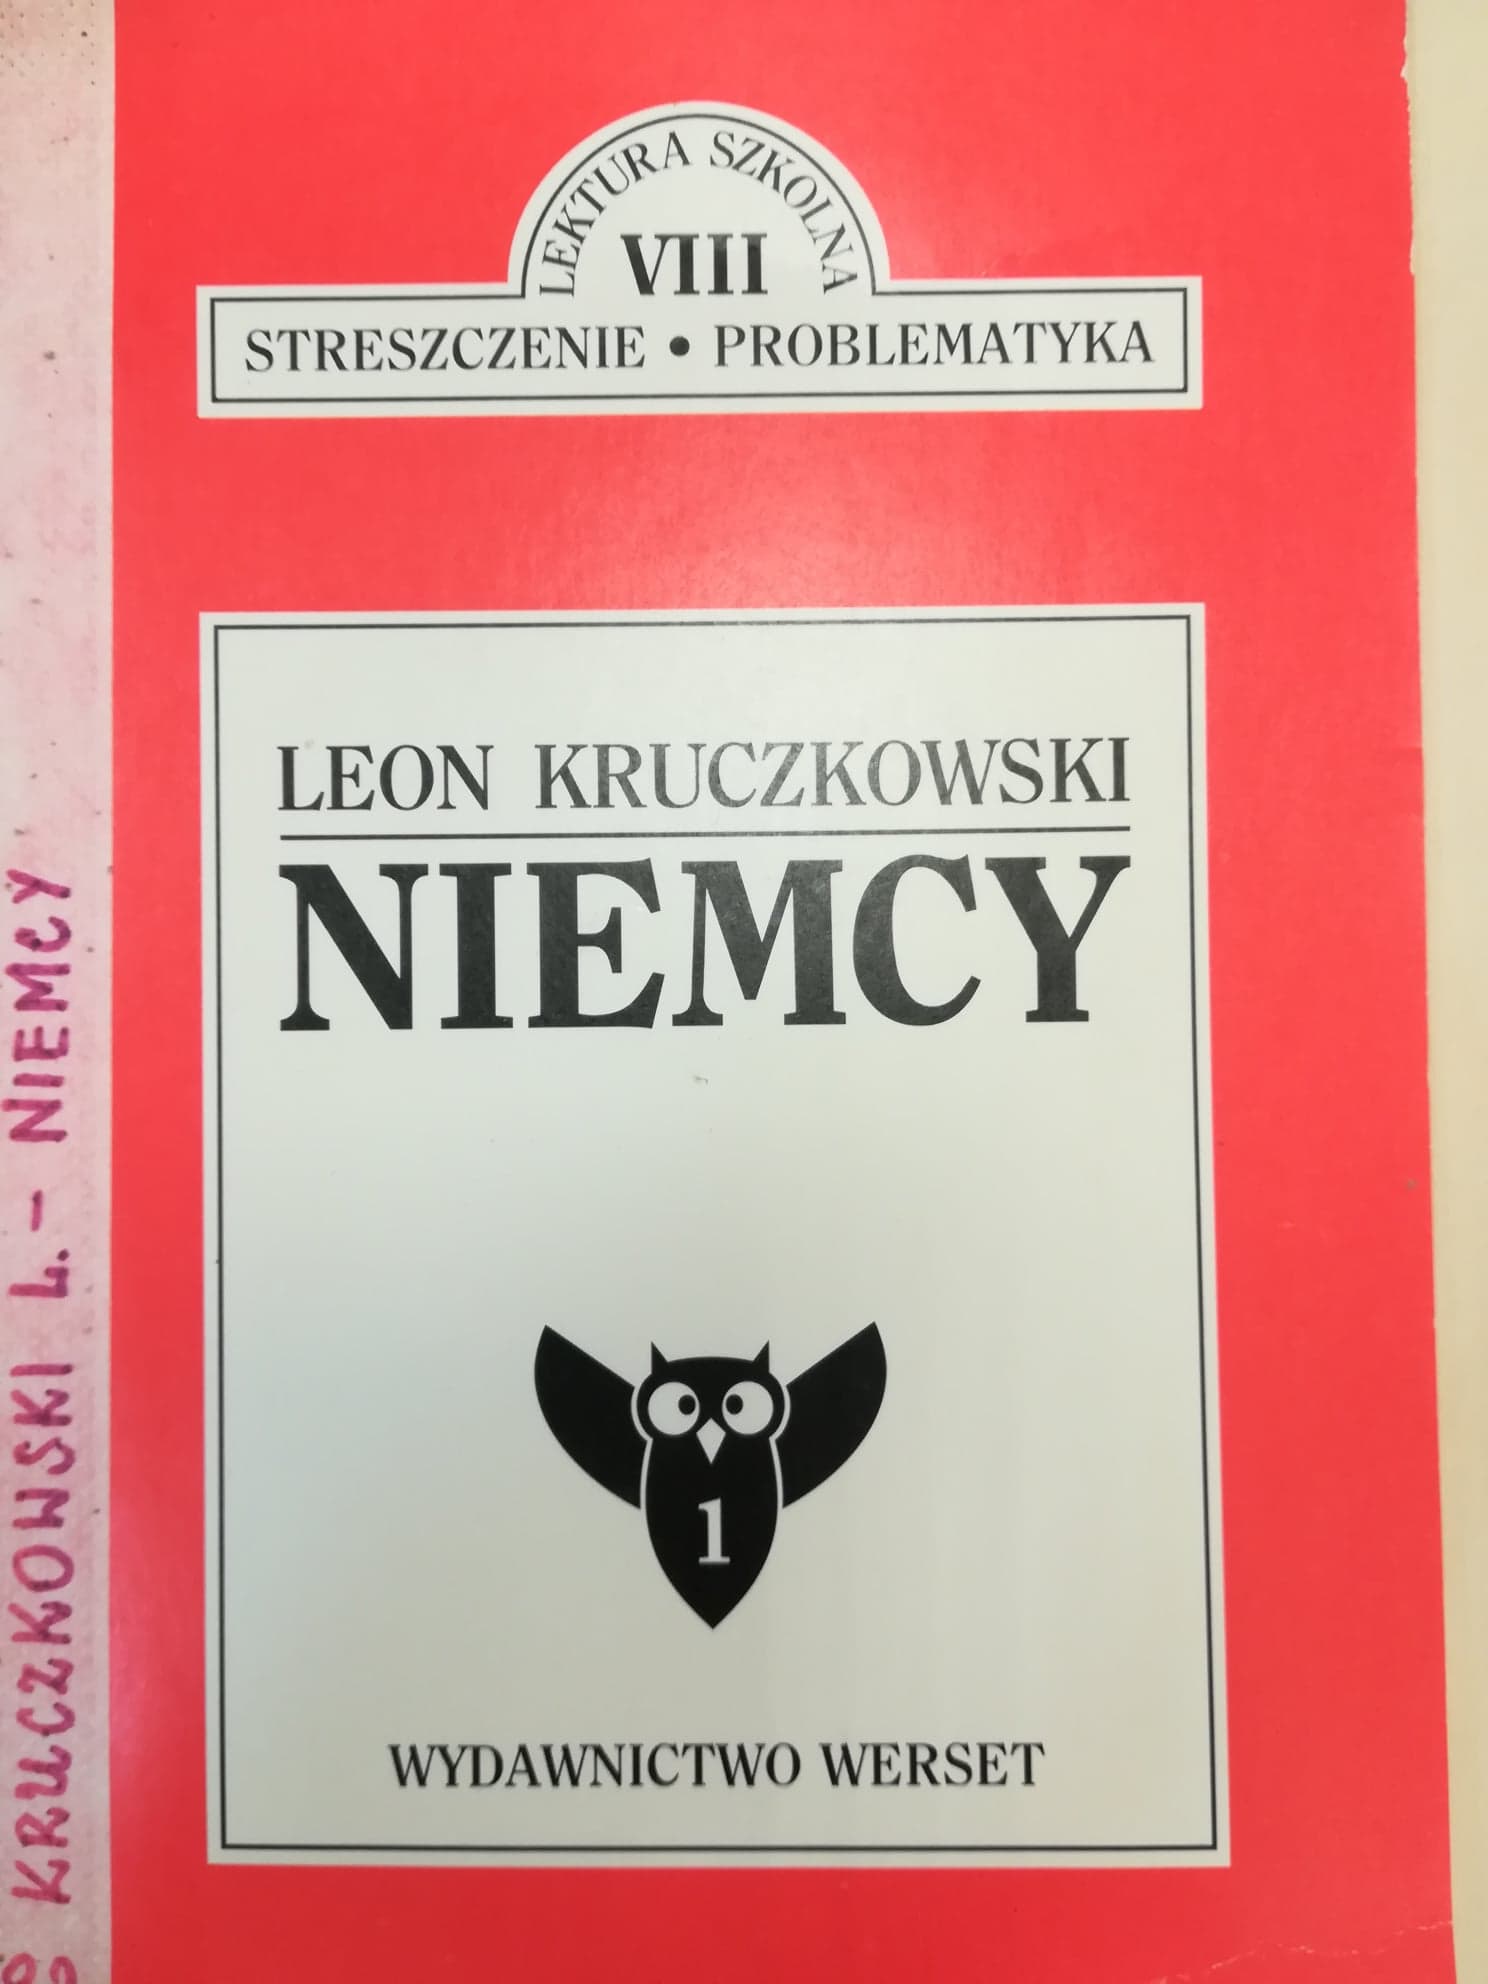 LEKTURA SZKOLNA
VIII
STRESZCZENIE • PROBLEMATYKA
LEON KRUCZKOWSKI
NIEMCY
1
WYDAWNICTWO WERSET
KRUCZKOWSKI L. - NIEMCY